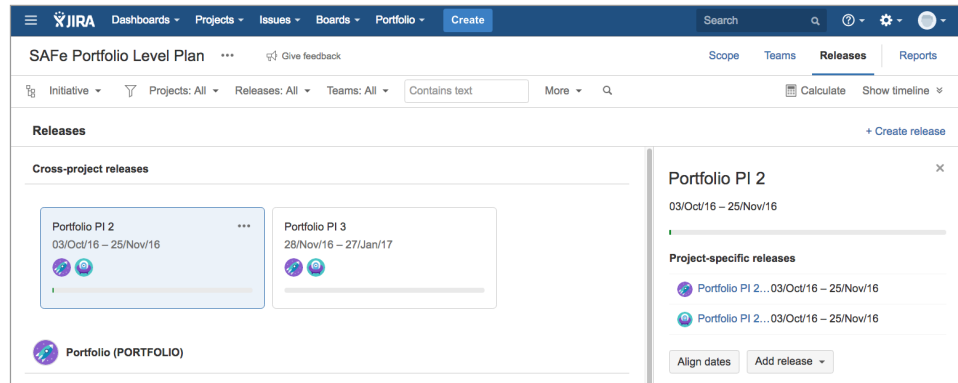 JIRA Dashboards Projects Issues Boards Portfolio Create Search
SAFe Portfolio Level Plan ••• Give feedback Scope Teams Releases Reports
Initiative Projects: All Releases: All Teams: All Contains text More Calculate Show timeline
Releases + Create release
Cross-project releases
Portfolio PI 2 •••
03/Oct/16 – 25/Nov/16
Portfolio PI 3
28/Nov/16 – 27/Jan/17
Portfolio (PORTFOLIO)
Portfolio PI 2
03/Oct/16 – 25/Nov/16
Project-specific releases
Portfolio PI 2...03/Oct/16 – 25/Nov/16
Portfolio PI 2...03/Oct/16 – 25/Nov/16
Align dates Add release